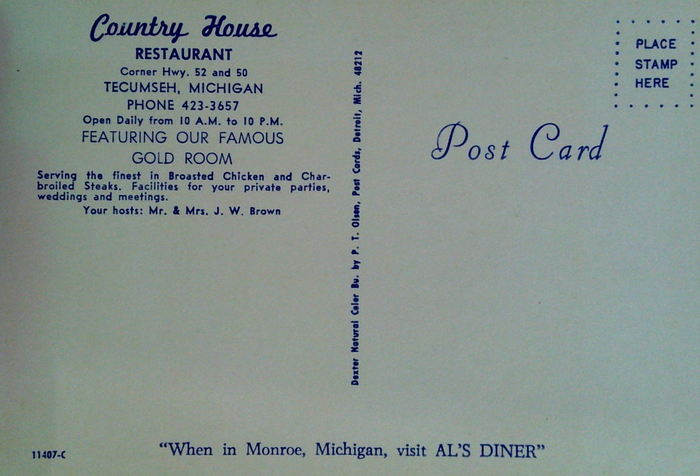 Country House
RESTAURANT
Corner Hwy. 52 and 50
TECUMSEH, MICHIGAN
PHONE 423-3657
Open Daily from 10 A.M. to 10 P.M.
FEATURING OUR FAMOUS
GOLD ROOM
Serving the finest in Broasted Chicken and Char-
broiled Steaks. Facilities for your private parties,
weddings and meetings.
Your hosts: Mr. & Mrs. J. W. Brown
Dexter Natural Color Bu. by P. T. Olsen, Post Cards, Detroit, Mich. 48212
PLACE
STAMP
HERE
Post Card
11407-C
"When in Monroe, Michigan, visit AL'S DINER"